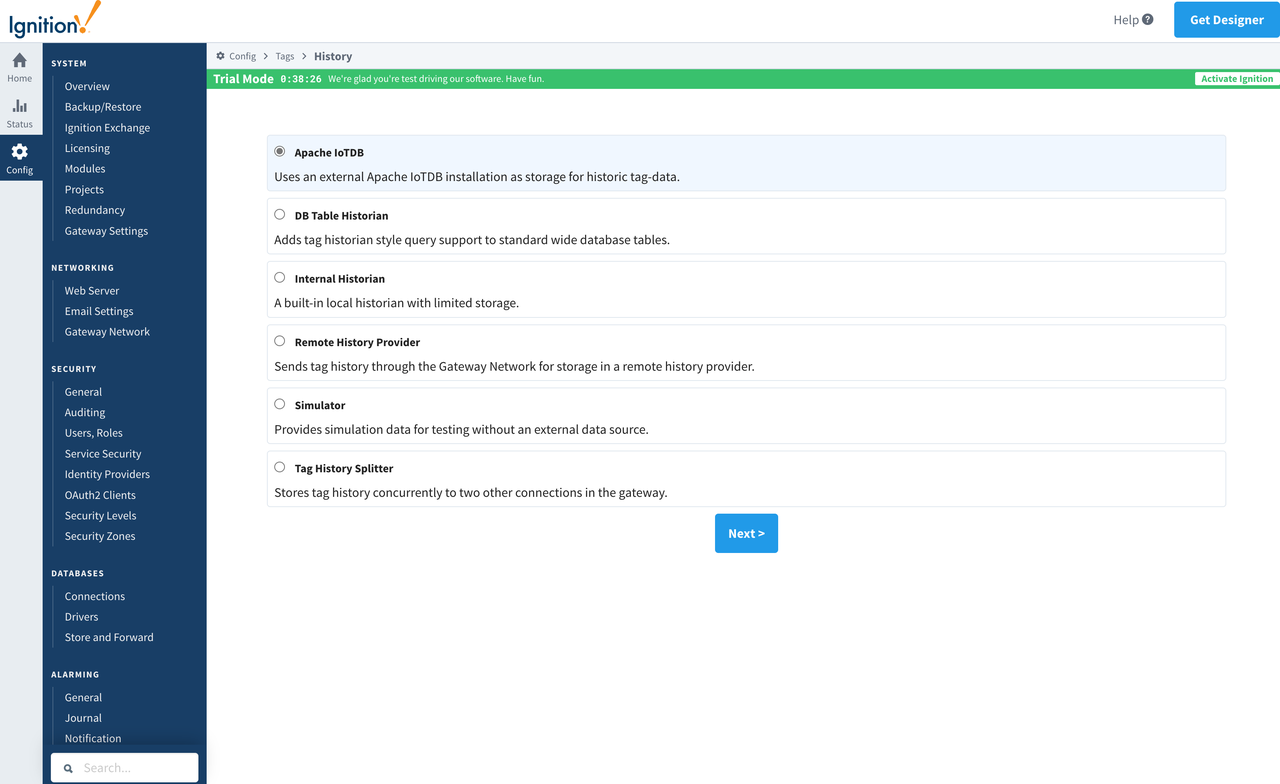 Ignition!
Help ?
Get Designer
Home
Status
Config
SYSTEM
Overview
Backup/Restore
Ignition Exchange
Licensing
Modules
Projects
Redundancy
Gateway Settings
NETWORKING
Web Server
Email Settings
Gateway Network
SECURITY
General
Auditing
Users, Roles
Service Security
Identity Providers
OAuth2 Clients
Security Levels
Security Zones
DATABASES
Connections
Drivers
Store and Forward
ALARMING
General
Journal
Notification
Search...
Config > Tags > History
Trial Mode 0:38:26 We're glad you're test driving our software. Have fun.
Activate Ignition
Apache IoTDB
Uses an external Apache IoTDB installation as storage for historic tag-data.
DB Table Historian
Adds tag historian style query support to standard wide database tables.
Internal Historian
A built-in local historian with limited storage.
Remote History Provider
Sends tag history through the Gateway Network for storage in a remote history provider.
Simulator
Provides simulation data for testing without an external data source.
Tag History Splitter
Stores tag history concurrently to two other connections in the gateway.
Next >